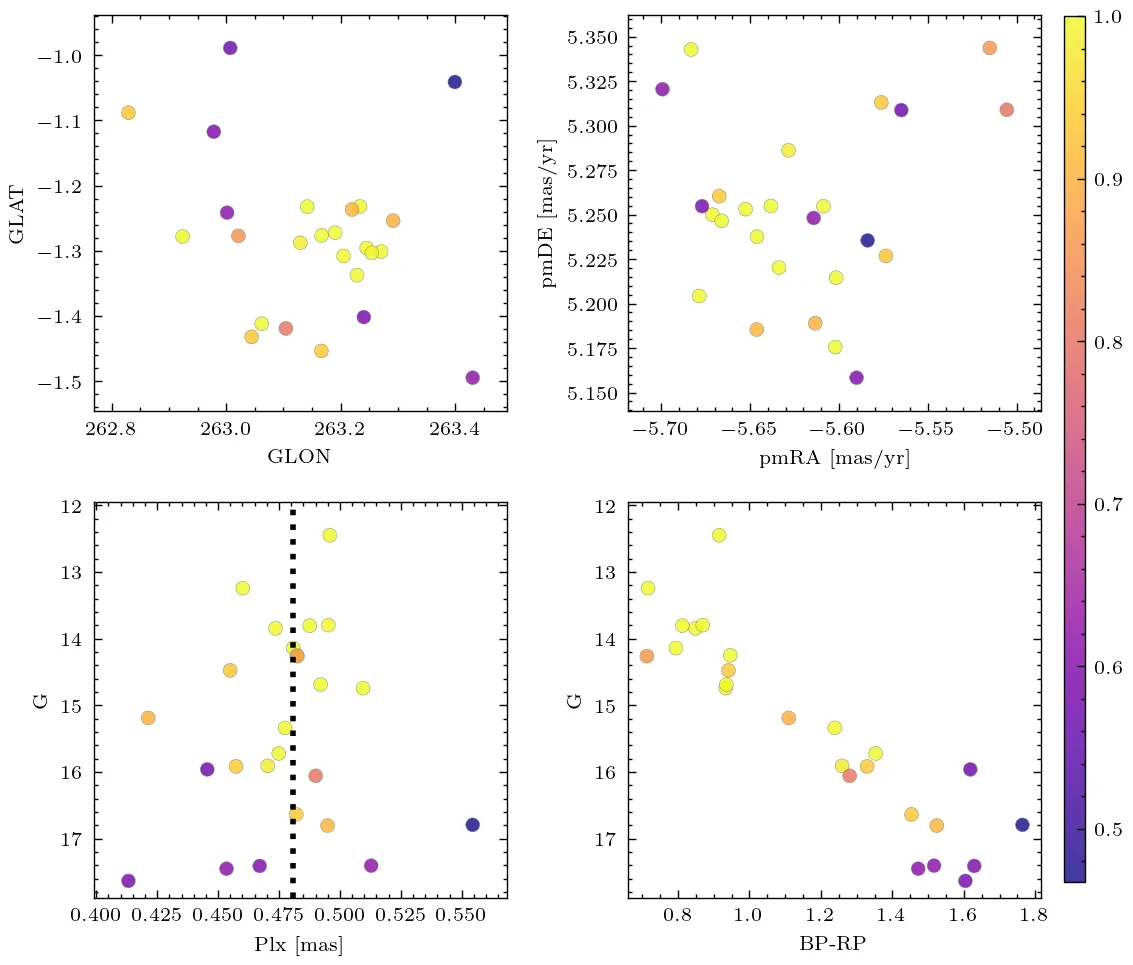 −1.0
−1.1
−1.2
−1.3
−1.4
−1.5
GLAT
262.8 263.0 263.2 263.4
GLON
5.350
5.325
5.300
5.275
5.250
5.225
5.200
5.175
5.150
pmDE [mas/yr]
−5.70 −5.65 −5.60 −5.55 −5.50
pmRA [mas/yr]
12
13
14
15
16
17
G
0.400 0.425 0.450 0.475 0.500 0.525 0.550
Plx [mas]
12
13
14
15
16
17
G
0.8 1.0 1.2 1.4 1.6 1.8
BP-RP
1.0
0.9
0.8
0.7
0.6
0.5